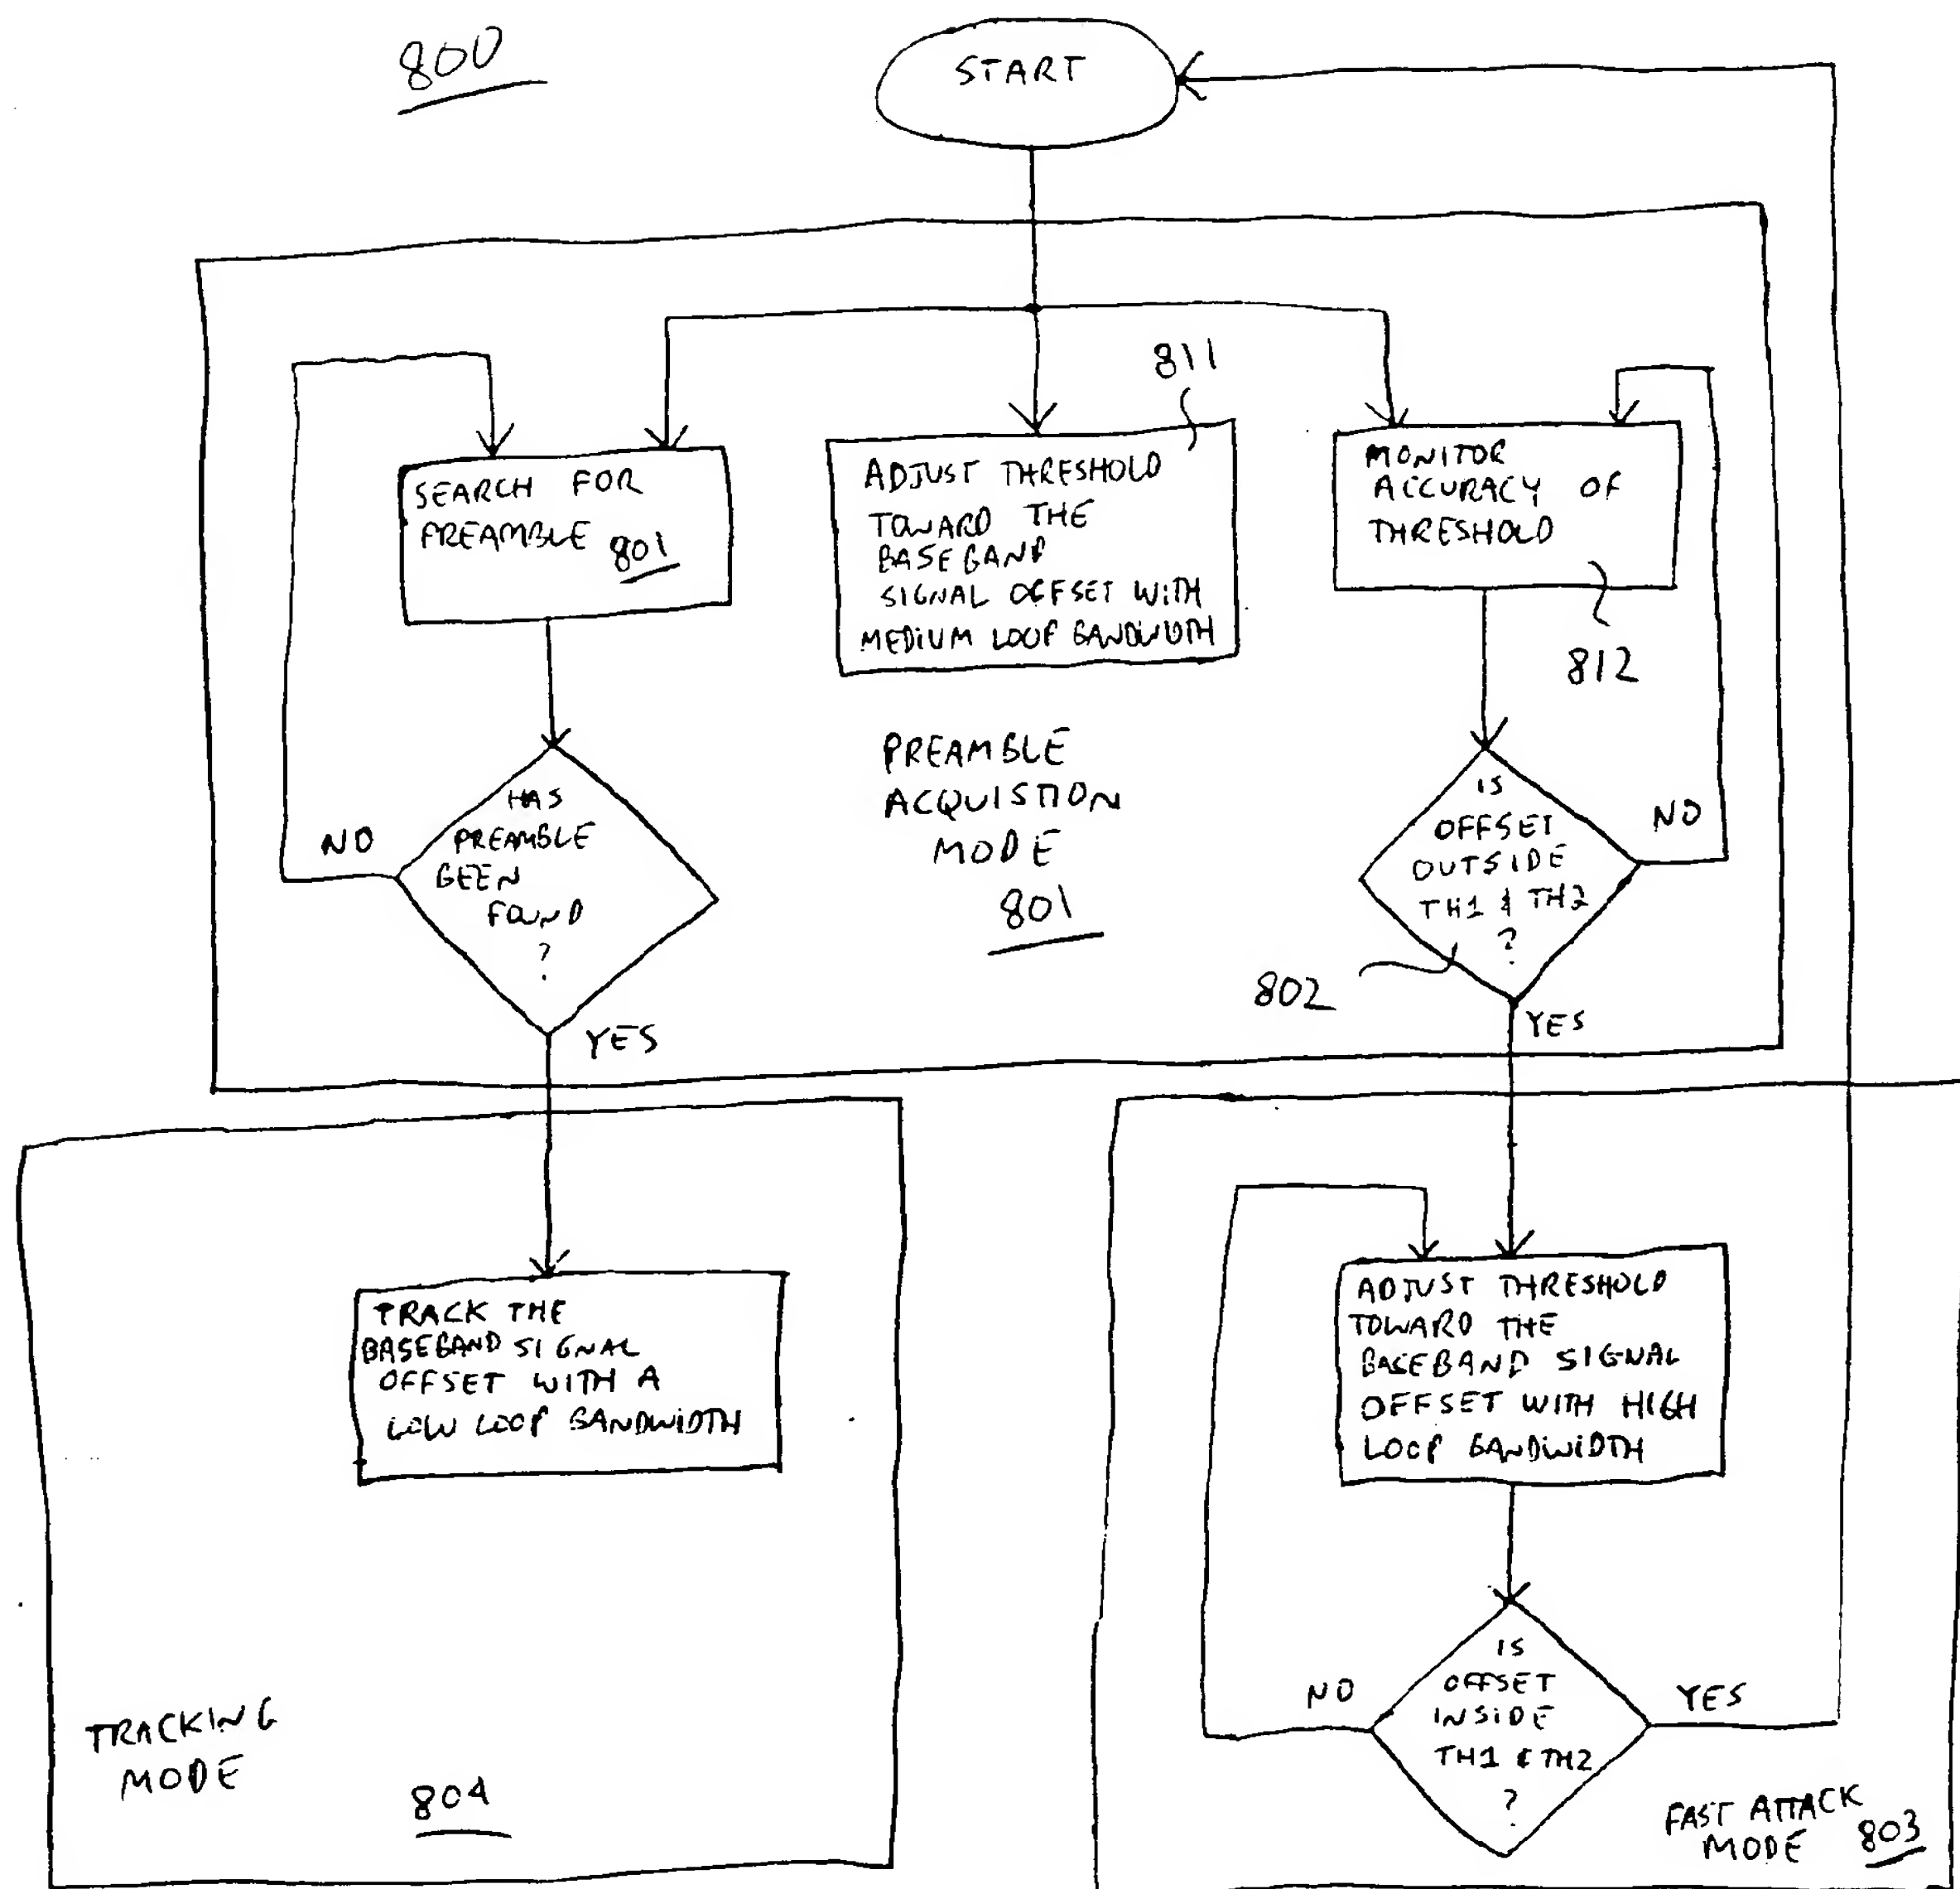 800
START
811
SEARCH FOR
PREAMBLE 801
ADJUST THRESHOLD
TOWARD THE
BASEBAND
SIGNAL OFFSET WITH
MEDIUM LOOP BANDWIDTH
MONITOR
ACCURACY OF
THRESHOLD
812
HAS
PREAMBLE
BEEN
FOUND
?
NO
YES
PREAMBLE
ACQUISTION
MODE
801
IS
OFFSET
OUTSIDE
TH1 & TH2
?
NO
802
YES
TRACK THE
BASEBAND SIGNAL
OFFSET WITH A
LOW LOOP BANDWIDTH
TRACKING
MODE
804
ADJUST THRESHOLD
TOWARD THE
BASEBAND SIGNAL
OFFSET WITH HIGH
LOOP BANDWIDTH
IS
OFFSET
INSIDE
TH1 & TH2
?
NO
YES
FAST ATTACK
MODE 803